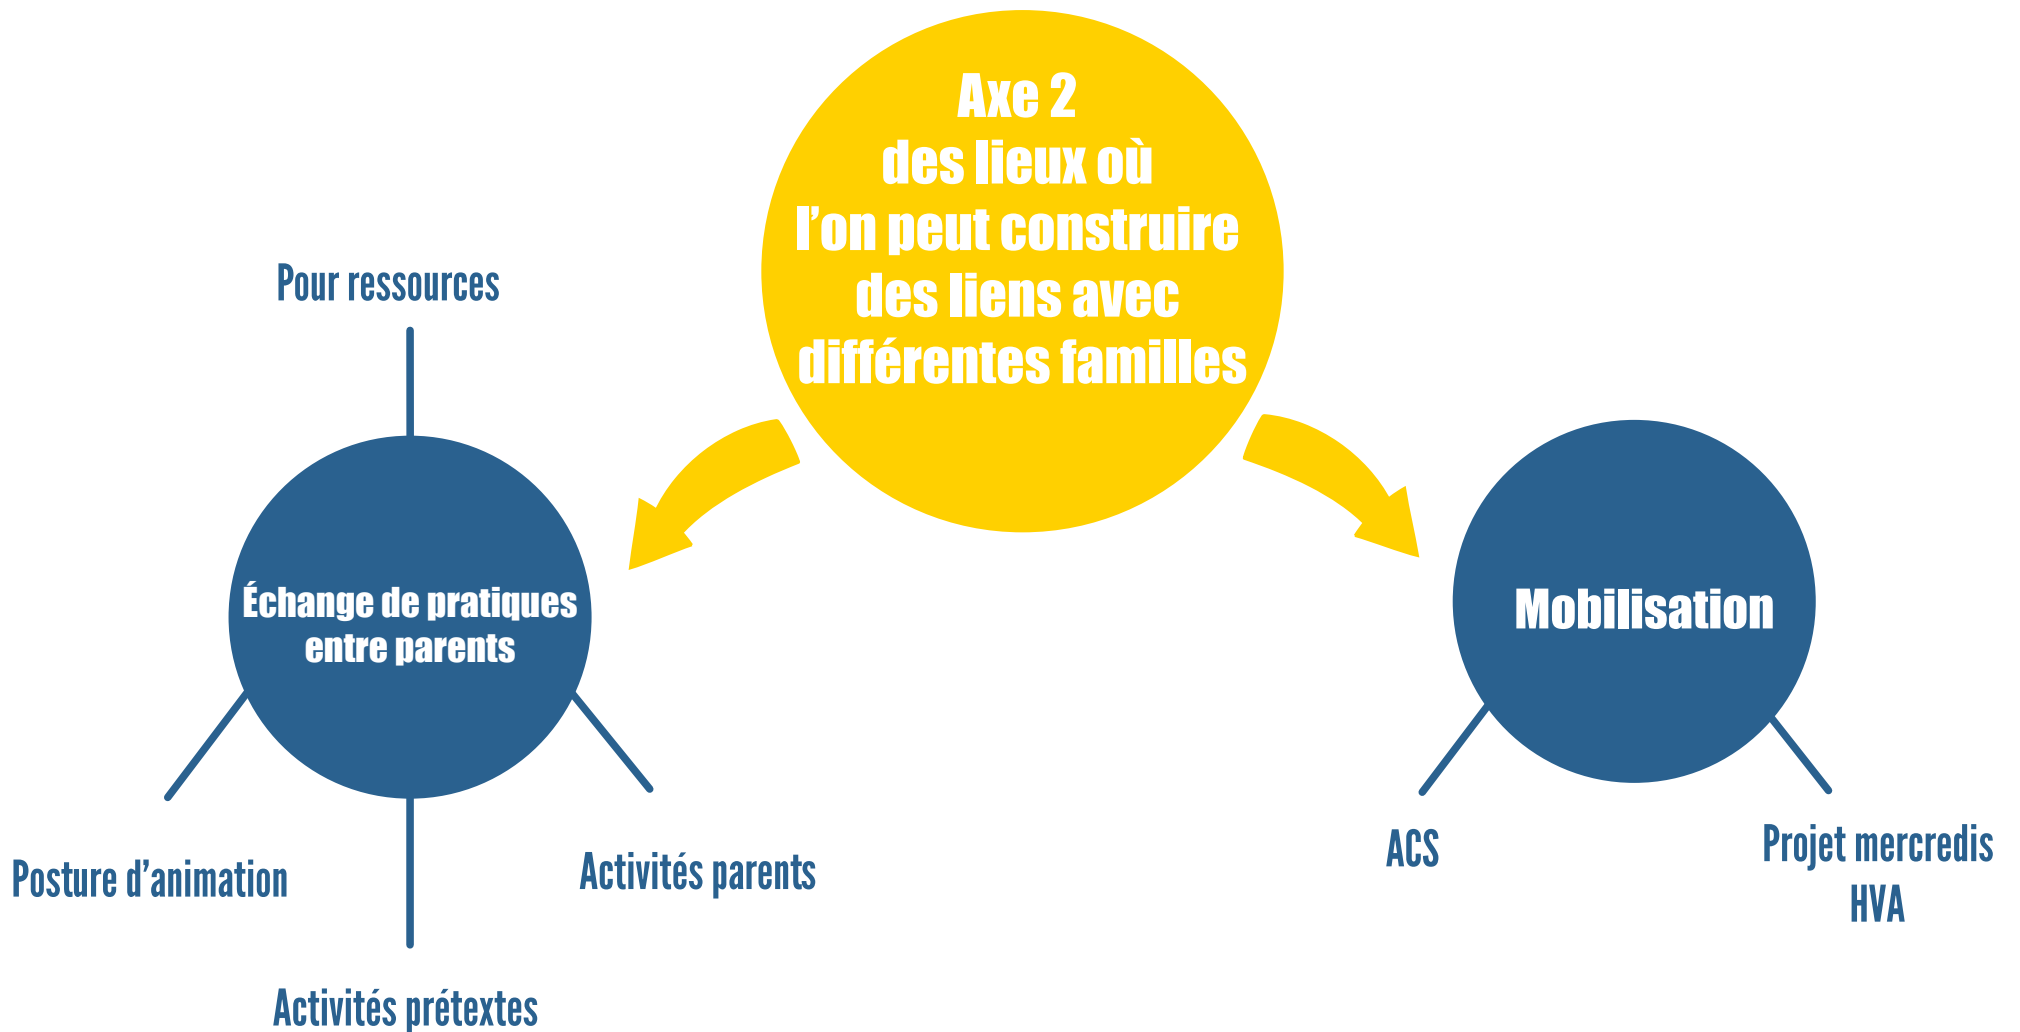 Axe 2
des lieux où
l’on peut construire
des liens avec
différentes familles
Pour ressources
Échange de pratiques
entre parents
Posture d’animation
Activités prétextes
Activités parents
Mobilisation
ACS
Projet mercredis
HVA